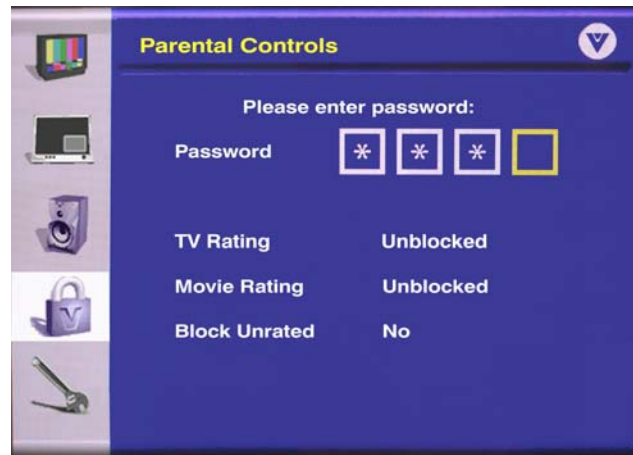 Parental Controls
Please enter password:
Password * * *
TV Rating Unblocked
Movie Rating Unblocked
Block Unrated No